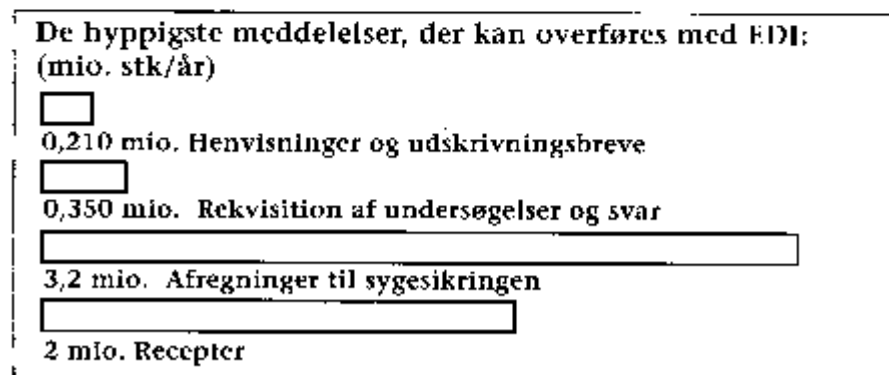 De hyppigste meddelelser, der kan overføres med EDI:
(mio. stk/år)
0,210 mio. Henvisninger og udskrivningsbreve
0,350 mio. Rekvisition af undersøgelser og svar
3,2 mio. Afregninger til sygesikringen
2 mio. Recepter